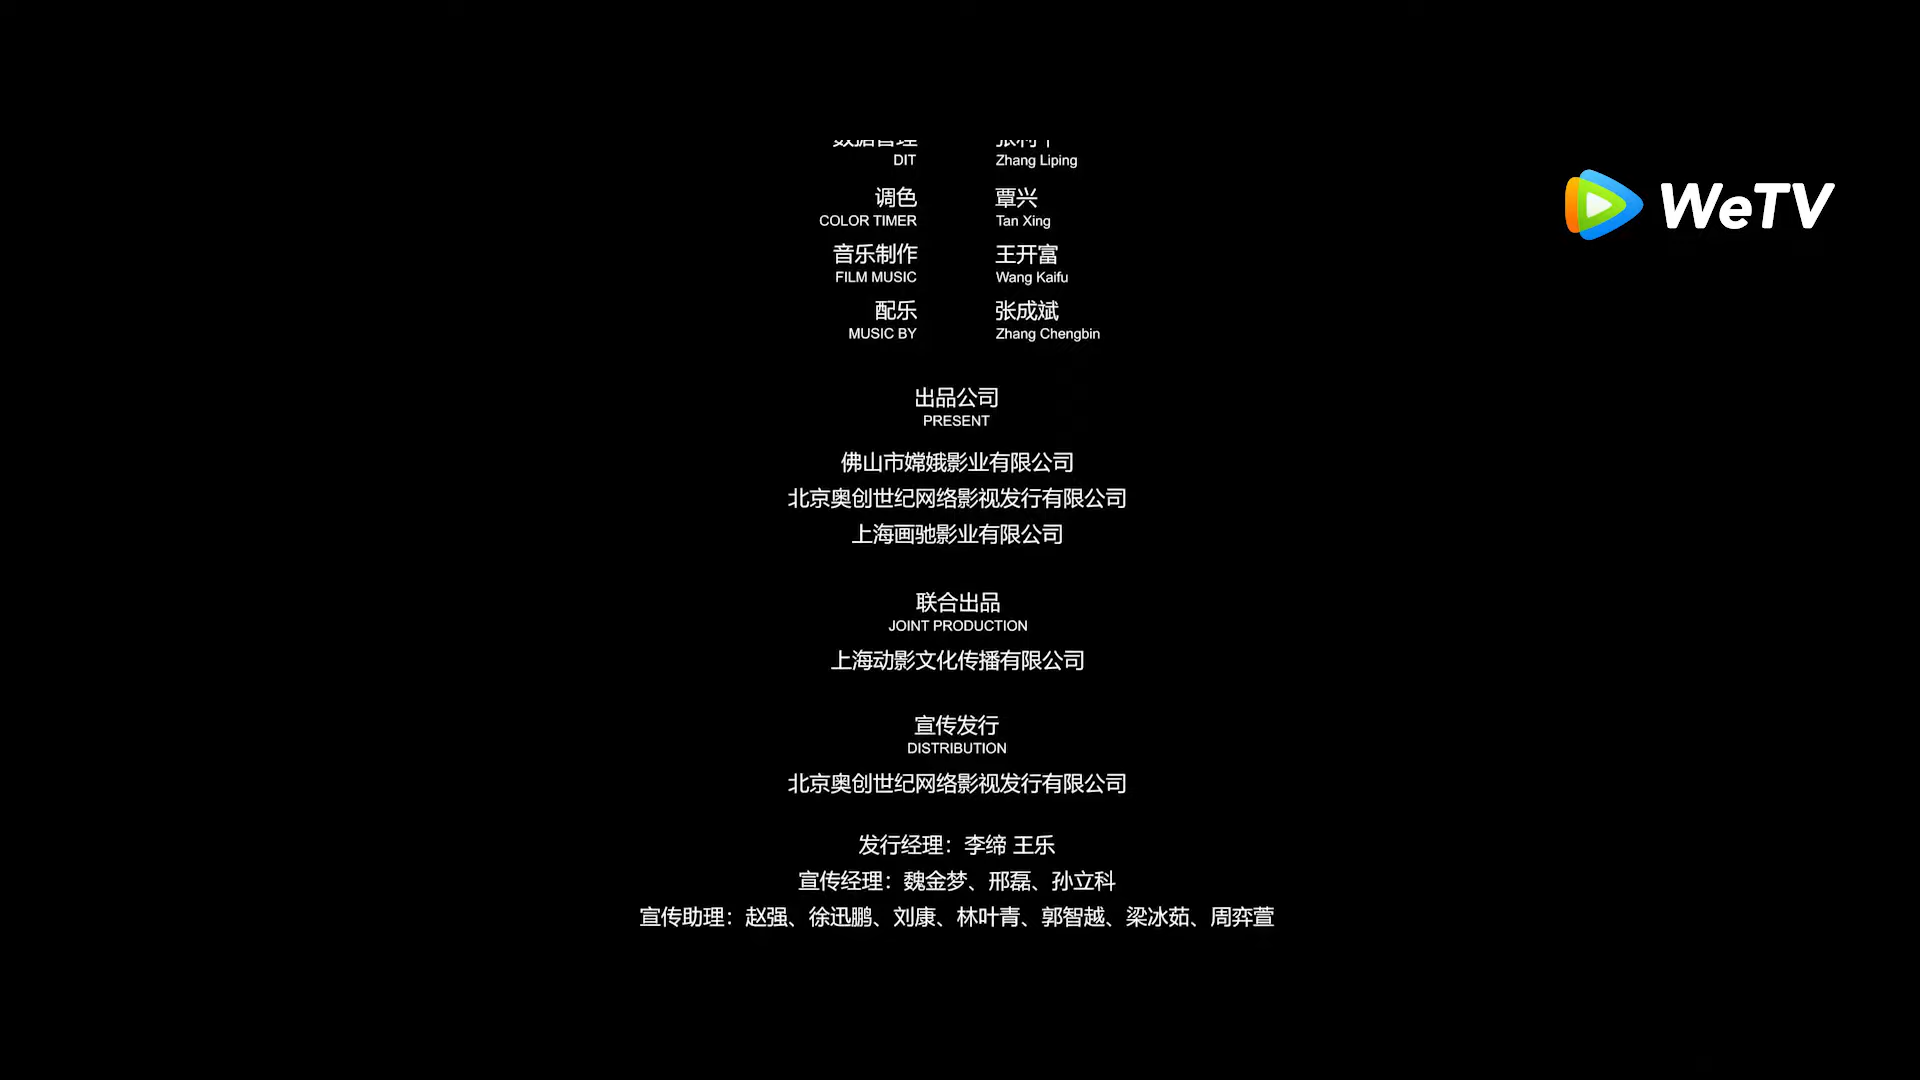 DIT Zhang Liping
调色 覃兴
COLOR TIMER Tan Xing
音乐制作 王开富
FILM MUSIC Wang Kaifu
配乐 张成斌
MUSIC BY Zhang Chengbin
WeTV
出品公司
PRESENT
佛山市嫦娥影业有限公司
北京奥创世纪网络影视发行有限公司
上海画驰影业有限公司
联合出品
JOINT PRODUCTION
上海动影文化传播有限公司
宣传发行
DISTRIBUTION
北京奥创世纪网络影视发行有限公司
发行经理：李缔 王乐
宣传经理：魏金梦、邢磊、孙立科
宣传助理：赵强、徐迅鹏、刘康、林叶青、郭智越、梁冰茹、周弈萱